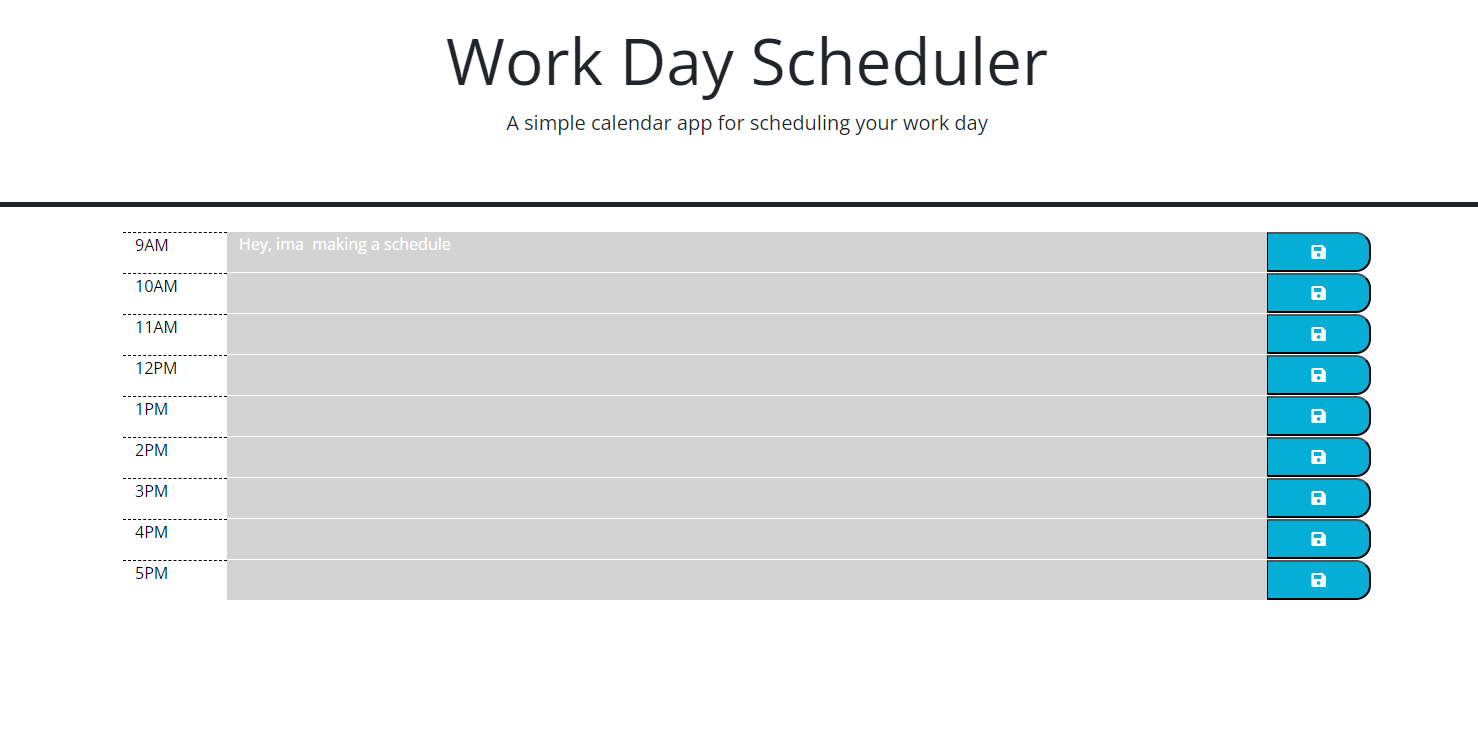 Work Day Scheduler
A simple calendar app for scheduling your work day
9AM Hey, ima  making a schedule
10AM
11AM
12PM
1PM
2PM
3PM
4PM
5PM